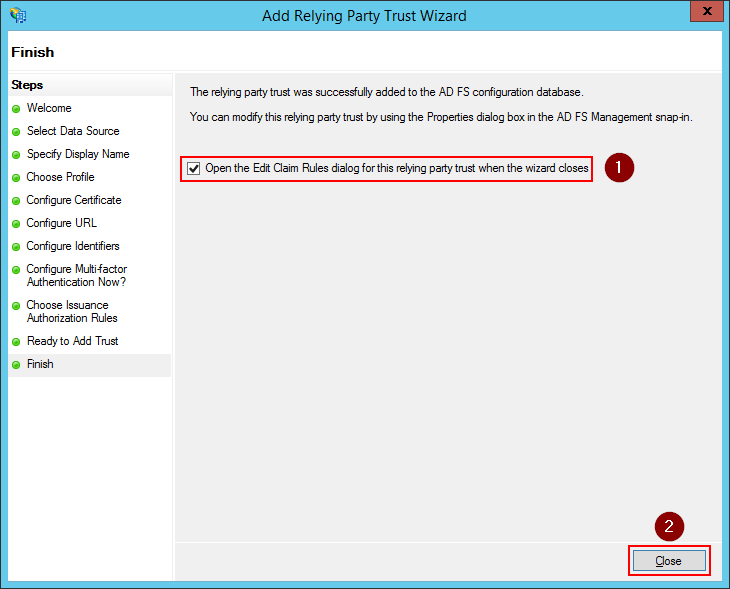 Add Relying Party Trust Wizard
x
Finish
Steps
Welcome
Select Data Source
Specify Display Name
Choose Profile
Configure Certificate
Configure URL
Configure Identifiers
Configure Multi-factor
Authentication Now?
Choose Issuance
Authorization Rules
Ready to Add Trust
Finish
The relying party trust was successfully added to the AD FS configuration database.
You can modify this relying party trust by using the Properties dialog box in the AD FS Management snap-in.
Open the Edit Claim Rules dialog for this relying party trust when the wizard closes
1
2
Close